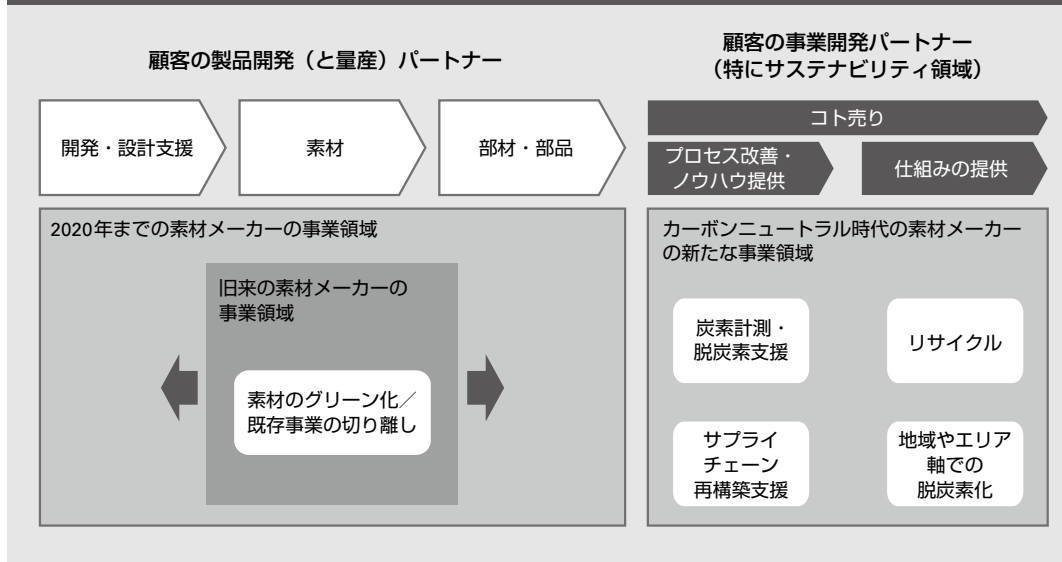 顧客の製品開発（と量産）パートナー
顧客の事業開発パートナー
（特にサステナビリティ領域）
開発・設計支援
素材
部材・部品
コト売り
プロセス改善・
ノウハウ提供
仕組みの提供
2020年までの素材メーカーの事業領域
旧来の素材メーカーの
事業領域
素材のグリーン化／
既存事業の切り離し
カーボンニュートラル時代の素材メーカー
の新たな事業領域
炭素計測・
脱炭素支援
リサイクル
サプライ
チェーン
再構築支援
地域やエリア
軸での
脱炭素化